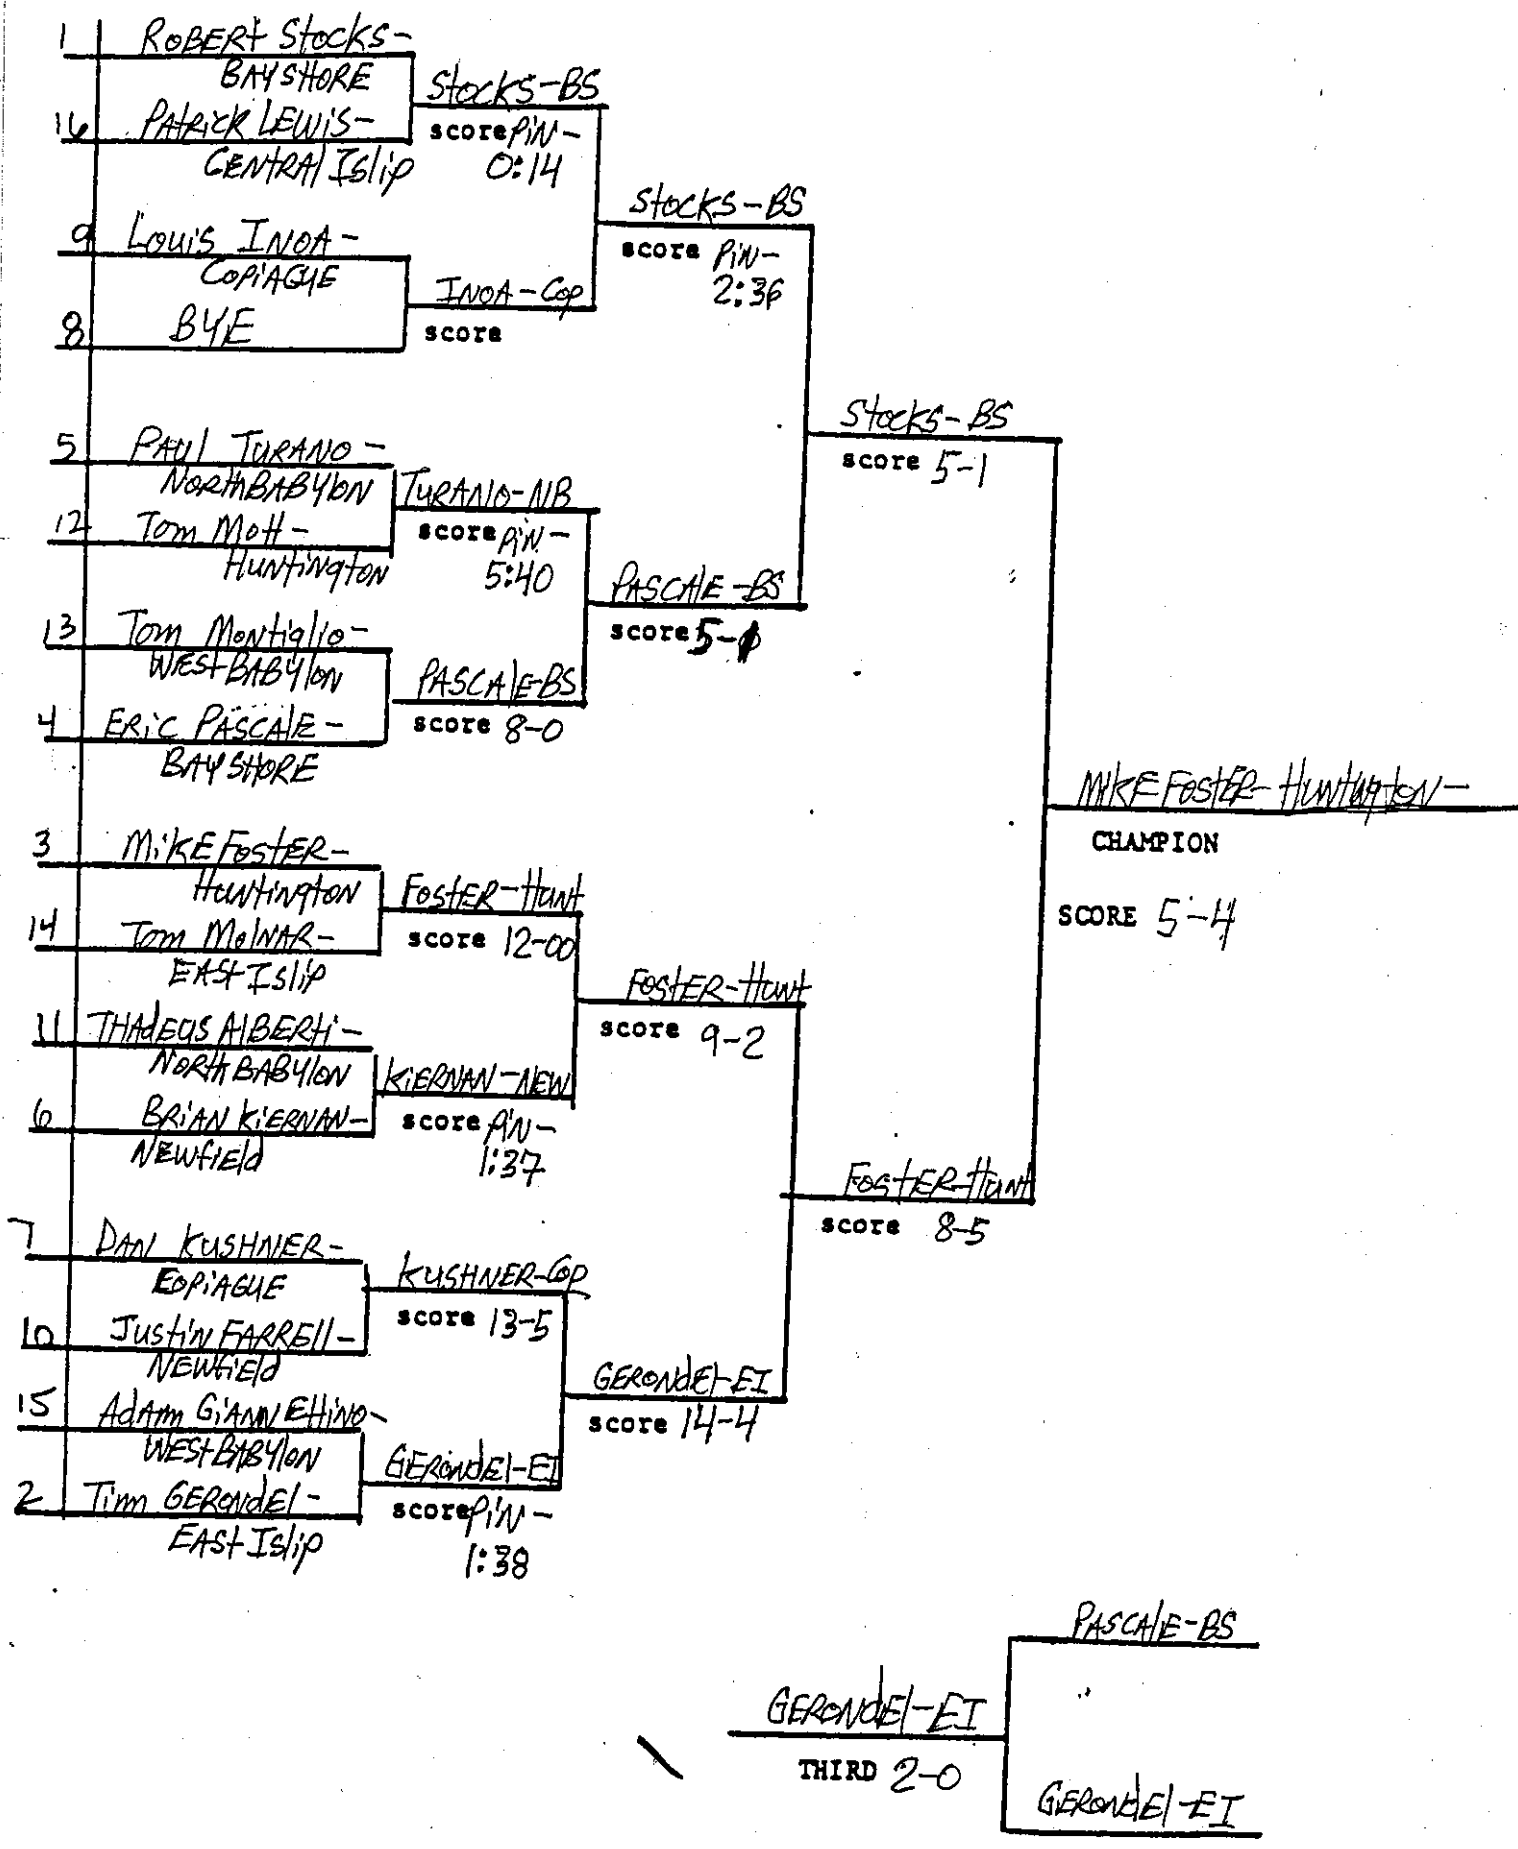 1 ROBERT STOCKS-
BAYSHORE
STOCKS-BS
16 PATRICK LEWIS-
score PIN-
CENTRAL ISLIP
0:14
STOCKS-BS
9 LOUIS INOA-
score PIN-
COPIAGUE
2:36
INOA-COP
8 BYE
score
STOCKS-BS
5 PAUL TURANO-
score 5-1
NORTH BABYLON
TURANO-NB
12 TOM MOTT-
score PIN-
HUNTINGTON
5:40
PASCALE-BS
13 TOM MONTIGLIO-
score 5-1
WEST BABYLON
PASCALE-BS
4 ERIC PASCALE-
score 8-0
BAYSHORE
MIKE FOSTER-HUNTINGTON-
CHAMPION
3 MIKE FOSTER-
HUNTINGTON
FOSTER-HUNT
SCORE 5-4
14 TOM MOLNAR-
score 12-00
EAST ISLIP
FOSTER-HUNT
11 THADEUS ALBERTI-
score 9-2
NORTH BABYLON
KIERNAN-NEW
6 BRIAN KIERNAN-
score PIN-
NEWFIELD
1:37
FOSTER-HUNT
score 8-5
7 DAN KUSHNER-
COPIAGUE
KUSHNER-COP
10 JUSTIN FARRELL-
score 13-5
NEWFIELD
GERONDEL-EI
15 ADAM GIANNETTINO-
score 14-4
WEST BABYLON
GERONDEL-EI
2 TIM GERONDEL-
score PIN-
EAST ISLIP
1:38
PASCALE-BS
GERONDEL-EI
THIRD 2-0
GERONDEL-EI